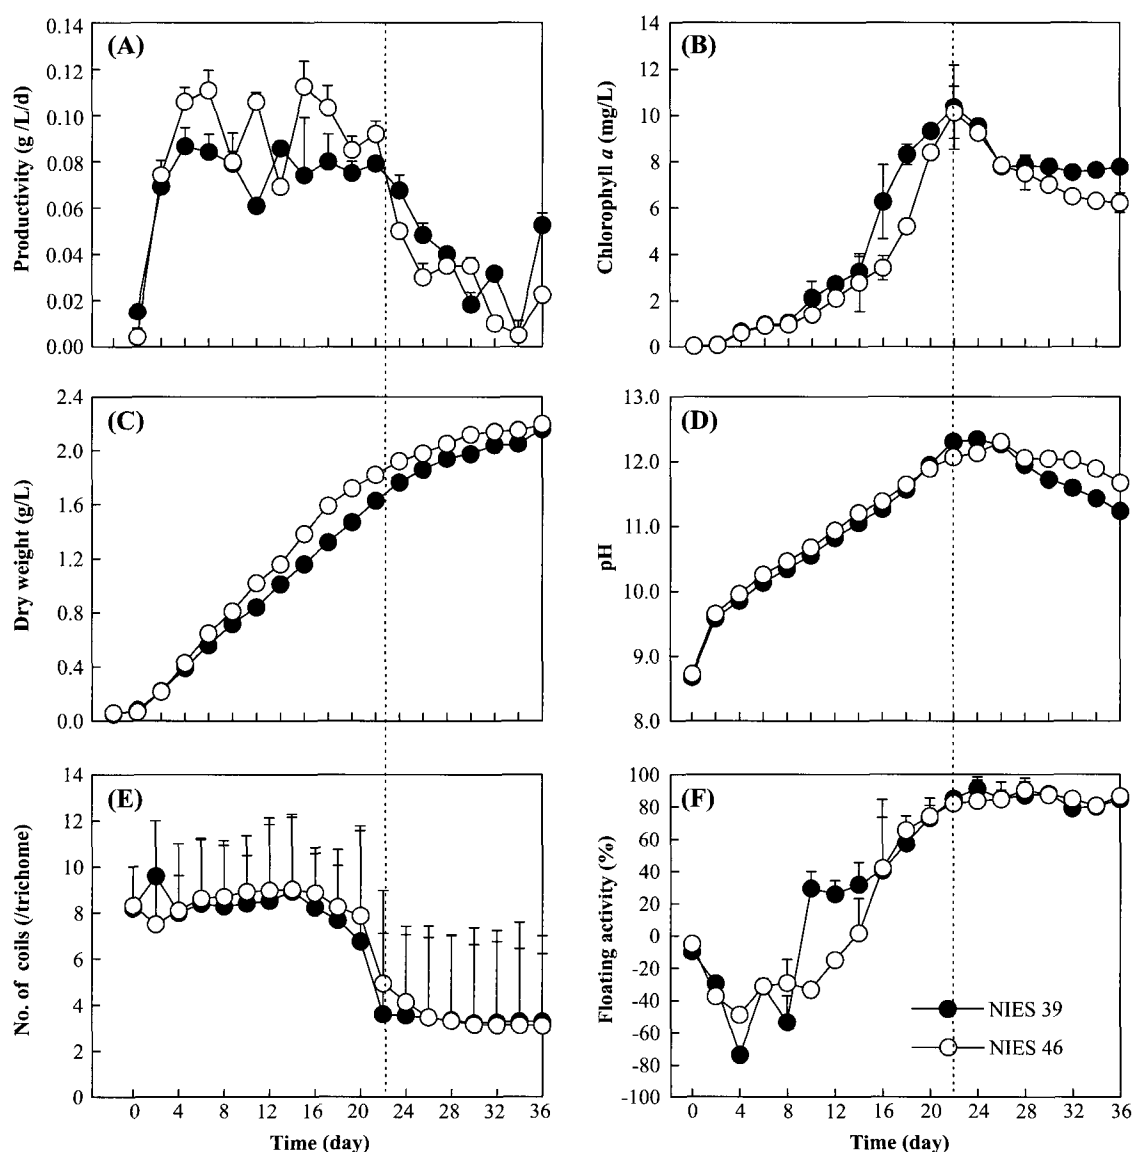 (A)
Productivity (g /L/d)
0.14
0.12
0.10
0.08
0.06
0.04
0.02
0.00
(B)
Chlorophyll a (mg/L)
14
12
10
8
6
4
2
0
(C)
Dry weight (g/L)
2.4
2.0
1.6
1.2
0.8
0.4
0.0
(D)
pH
13.0
12.0
11.0
10.0
9.0
8.0
(E)
No. of coils (/trichome)
14
12
10
8
6
4
2
0
0 4 8 12 16 20 24 28 32 36
Time (day)
(F)
Floating activity (%)
100
80
60
40
20
0
-20
-40
-60
-80
-100
NIES 39
NIES 46
0 4 8 12 16 20 24 28 32 36
Time (day)